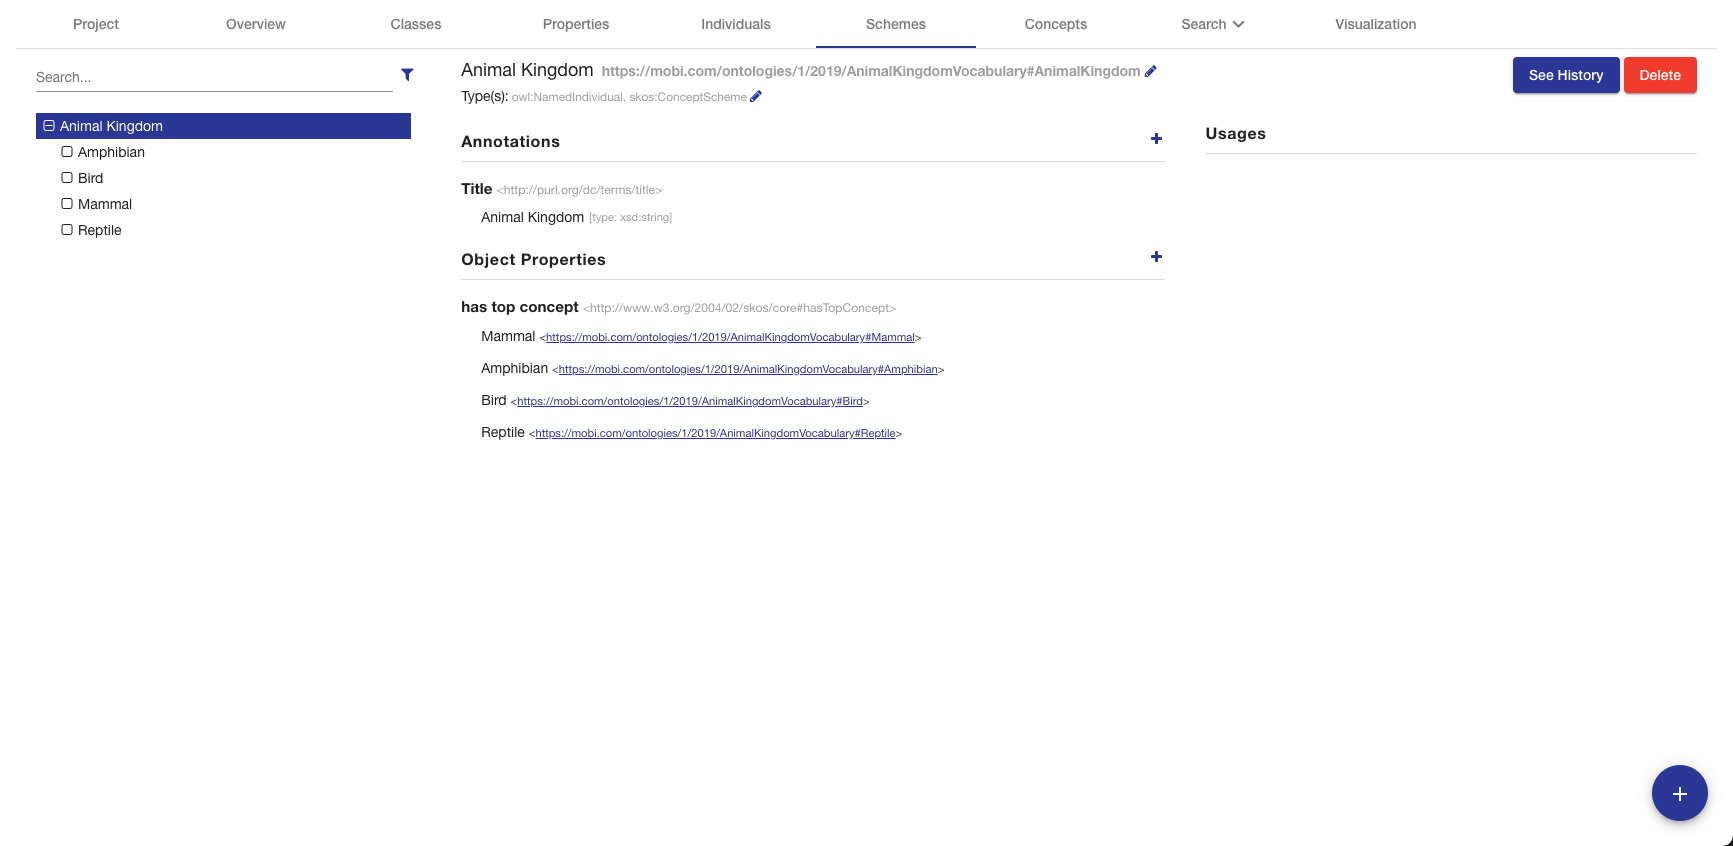 Project Overview Classes Properties Individuals Schemes Concepts Search Visualization
Search...
Animal Kingdom
Amphibian
Bird
Mammal
Reptile
Animal Kingdom https://mobi.com/ontologies/1/2019/AnimalKingdomVocabulary#AnimalKingdom
Type(s): owl:NamedIndividual, skos:ConceptScheme
See History Delete
Annotations
Title <http://purl.org/dc/terms/title>
Animal Kingdom [type: xsd:string]
Object Properties
has top concept <http://www.w3.org/2004/02/skos/core#hasTopConcept>
Mammal <https://mobi.com/ontologies/1/2019/AnimalKingdomVocabulary#Mammal>
Amphibian <https://mobi.com/ontologies/1/2019/AnimalKingdomVocabulary#Amphibian>
Bird <https://mobi.com/ontologies/1/2019/AnimalKingdomVocabulary#Bird>
Reptile <https://mobi.com/ontologies/1/2019/AnimalKingdomVocabulary#Reptile>
Usages